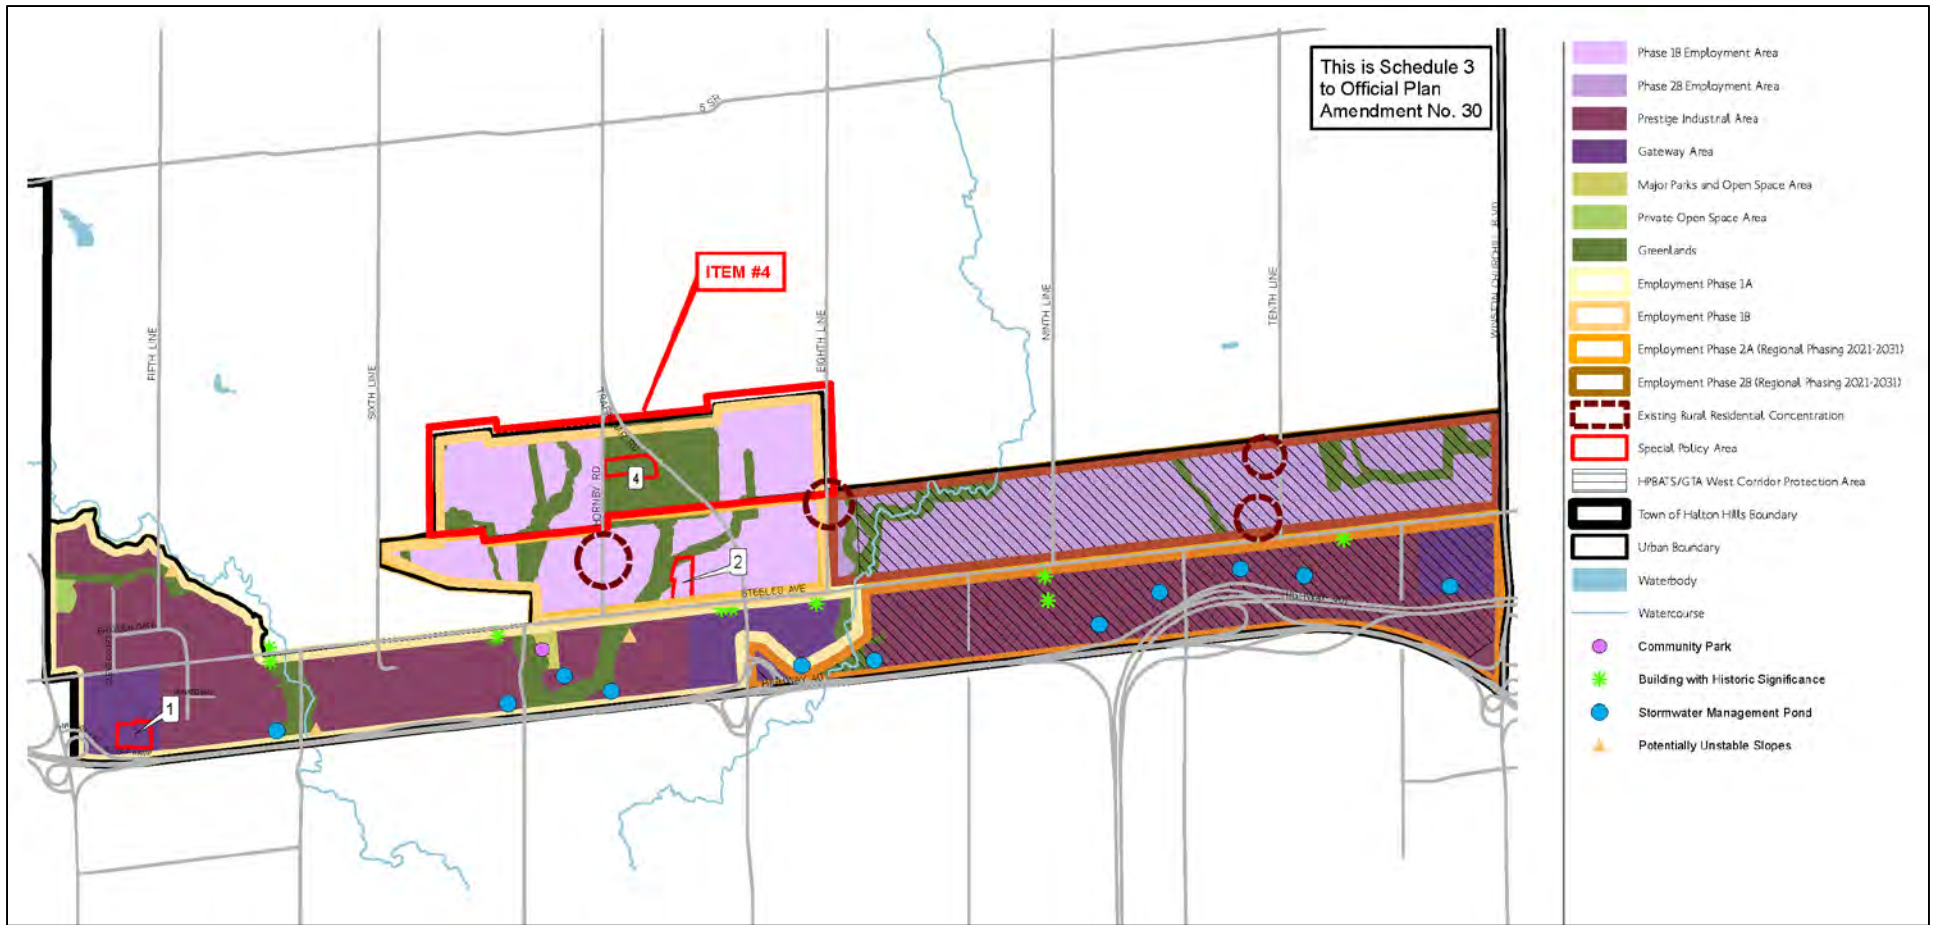 This is Schedule 3
to Official Plan
Amendment No. 30
5 SR
ITEM #4
FIFTH LINE
SIXTH LINE
EIGHTH LINE
NINTH LINE
TENTH LINE
WINSTON CHURCHILL BLVD
HORNBY RD
4
2
STEELES AVE
1
Phase 1B Employment Area
Phase 2B Employment Area
Prestige Industrial Area
Gateway Area
Major Parks and Open Space Area
Private Open Space Area
Greenlands
Employment Phase 1A
Employment Phase 1B
Employment Phase 2A (Regional Phasing 2021-2031)
Employment Phase 2B (Regional Phasing 2021-2031)
Existing Rural Residential Concentration
Special Policy Area
HPBATS/GTA West Corridor Protection Area
Town of Halton Hills Boundary
Urban Boundary
Waterbody
Watercourse
Community Park
Building with Historic Significance
Stormwater Management Pond
Potentially Unstable Slopes